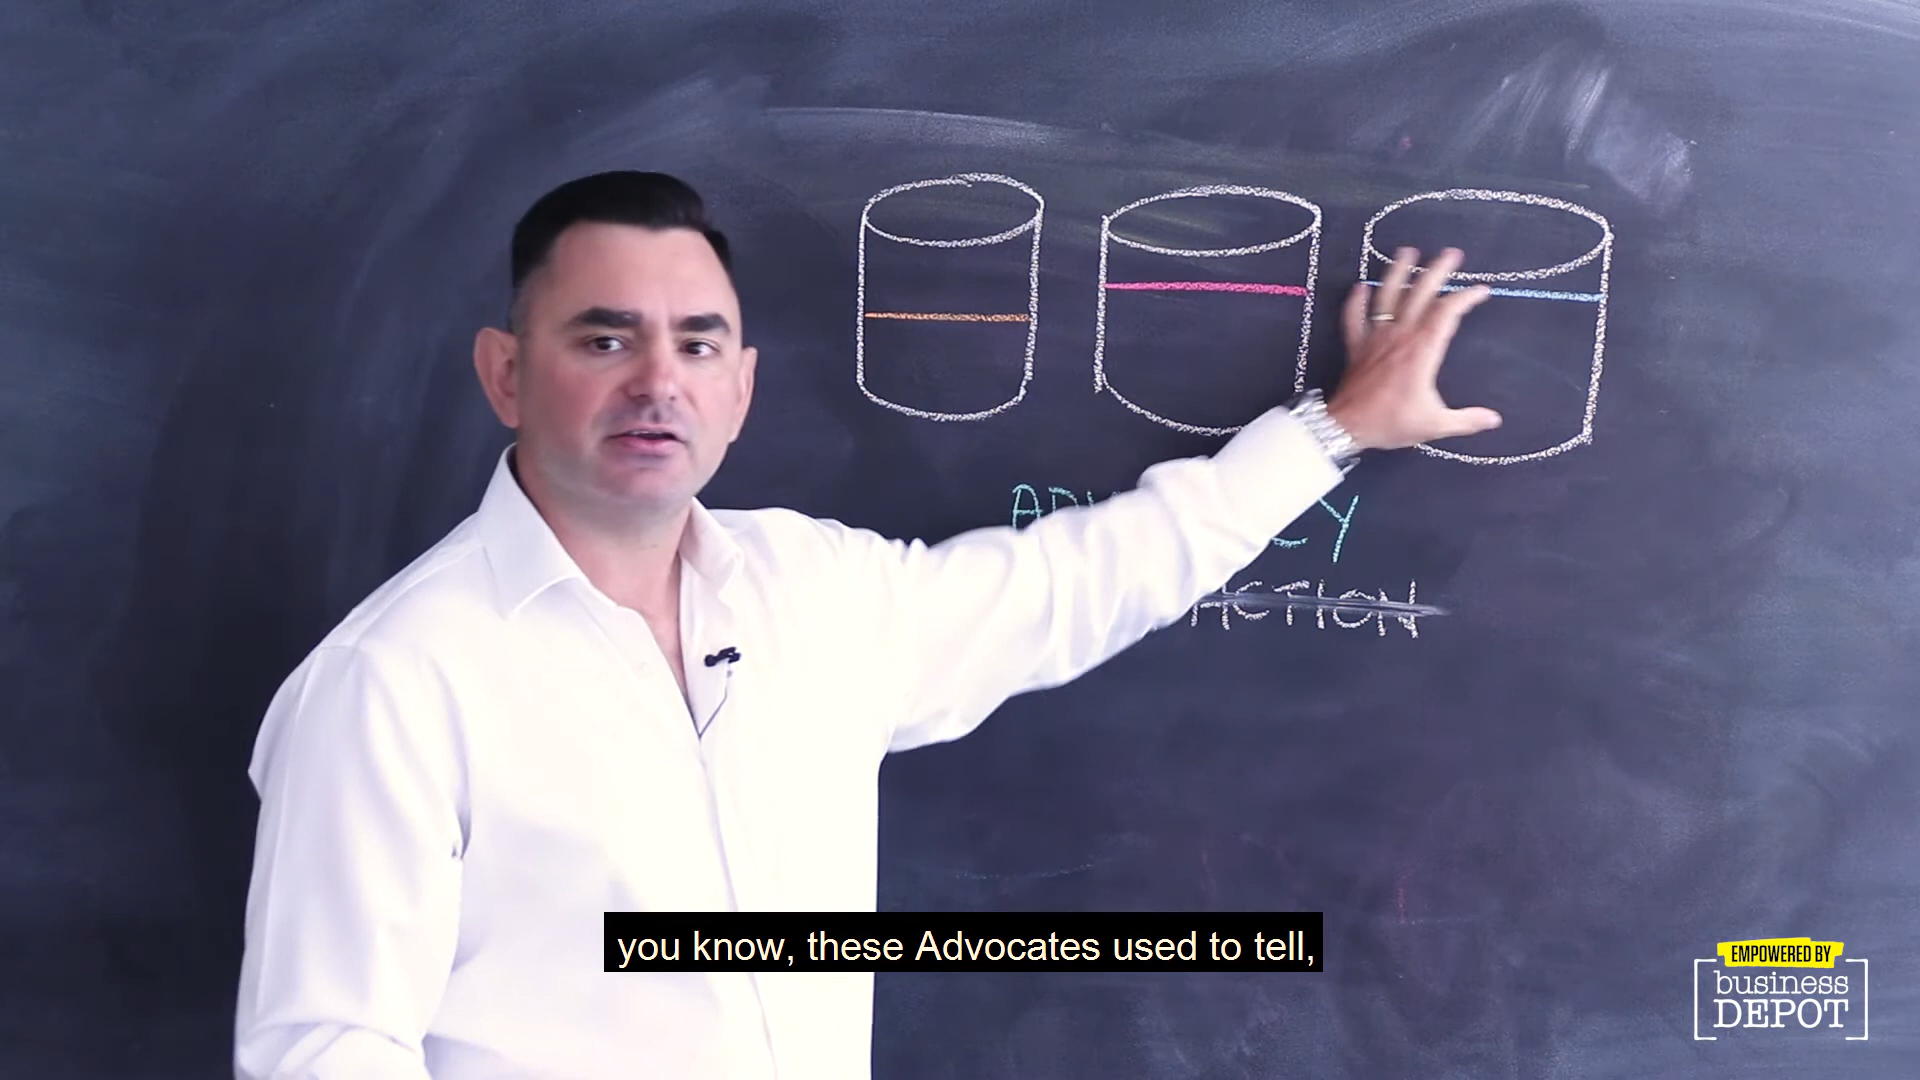 you know, these Advocates used to tell,
EMPOWERED BY
business
DEPOT